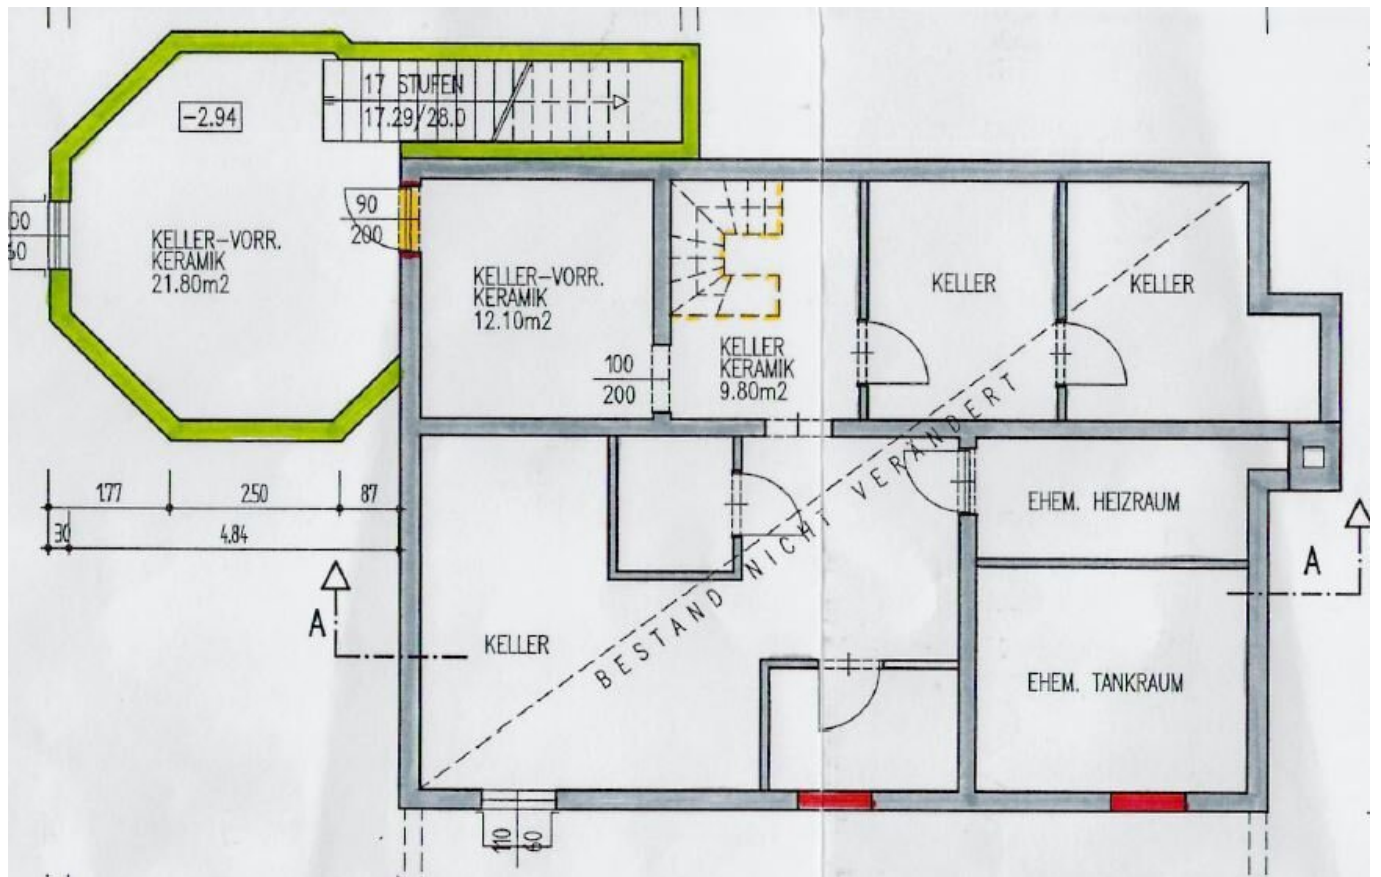 17 STUFEN
17.29/28.0
-2.94
90
200
KELLER-VORR.
KERAMIK
21.80m2
KELLER-VORR.
KERAMIK
12.10m2
100
200
KELLER
KERAMIK
9.80m2
KELLER
KELLER
BESTAND NICHT VERÄNDERT
177
250
87
30
4.84
A
KELLER
EHEM. HEIZRAUM
A
EHEM. TANKRAUM
110
60